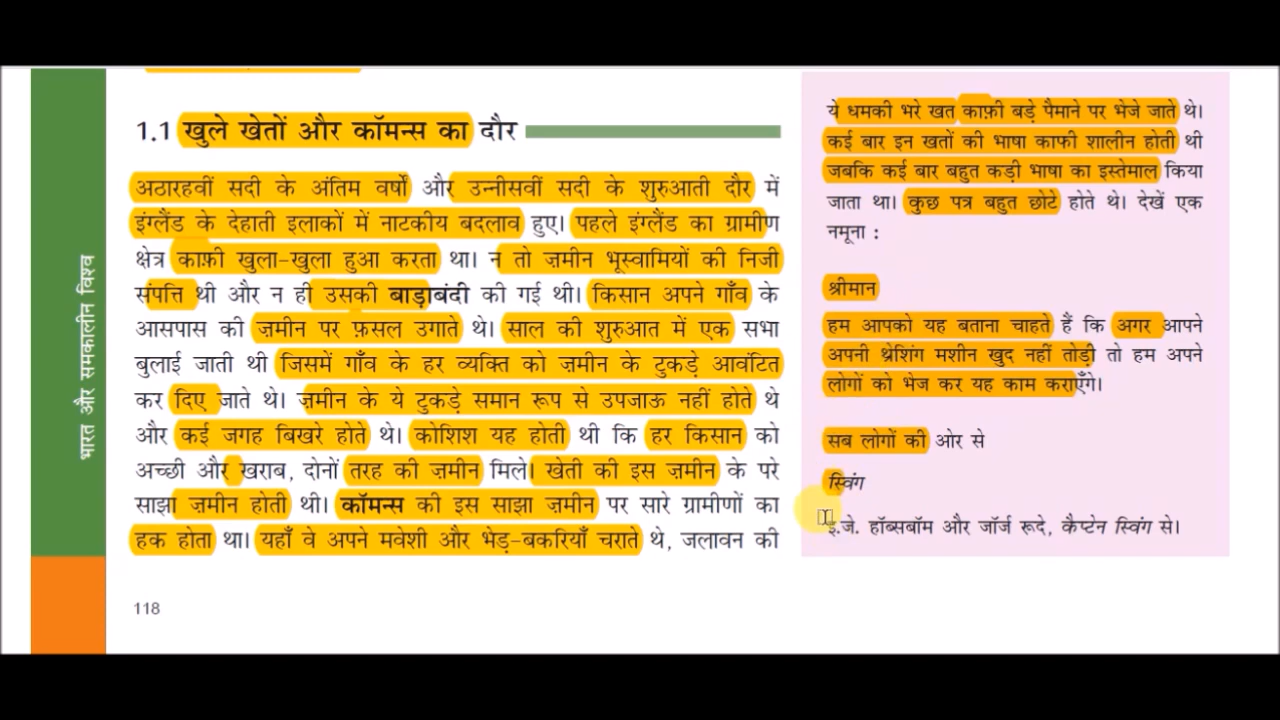 भारत और समकालीन विश्व
1.1 खुले खेतों और कॉमन्स का दौर
अठारहवीं सदी के अंतिम वर्षों और उन्नीसवीं सदी के शुरुआती दौर में
इंग्लैंड के देहाती इलाकों में नाटकीय बदलाव हुए। पहले इंग्लैंड का ग्रामीण
क्षेत्र काफ़ी खुला-खुला हुआ करता था। न तो ज़मीन भूस्वामियों की निजी
संपत्ति थी और न ही उसकी बाड़ाबंदी की गई थी। किसान अपने गाँव के
आसपास की ज़मीन पर फ़सल उगाते थे। साल की शुरुआत में एक सभा
बुलाई जाती थी जिसमें गाँव के हर व्यक्ति को ज़मीन के टुकड़े आवंटित
कर दिए जाते थे। ज़मीन के ये टुकड़े समान रूप से उपजाऊ नहीं होते थे
और कई जगह बिखरे होते थे। कोशिश यह होती थी कि हर किसान को
अच्छी और खराब, दोनों तरह की ज़मीन मिले। खेती की इस ज़मीन के परे
साझा ज़मीन होती थी। कॉमन्स की इस साझा ज़मीन पर सारे ग्रामीणों का
हक होता था। यहाँ वे अपने मवेशी और भेड़-बकरियाँ चराते थे, जलावन की
118
ये धमकी भरे खत काफ़ी बड़े पैमाने पर भेजे जाते थे।
कई बार इन खतों की भाषा काफी शालीन होती थी
जबकि कई बार बहुत कड़ी भाषा का इस्तेमाल किया
जाता था। कुछ पत्र बहुत छोटे होते थे। देखें एक
नमूना :
श्रीमान
हम आपको यह बताना चाहते हैं कि अगर आपने
अपनी थ्रेशिंग मशीन खुद नहीं तोड़ी तो हम अपने
लोगों को भेज कर यह काम कराएँगे।
सब लोगों की ओर से
स्विंग
इ.जे. हॉब्सबॉम और जॉर्ज रूदे, कैप्टेन स्विंग से।